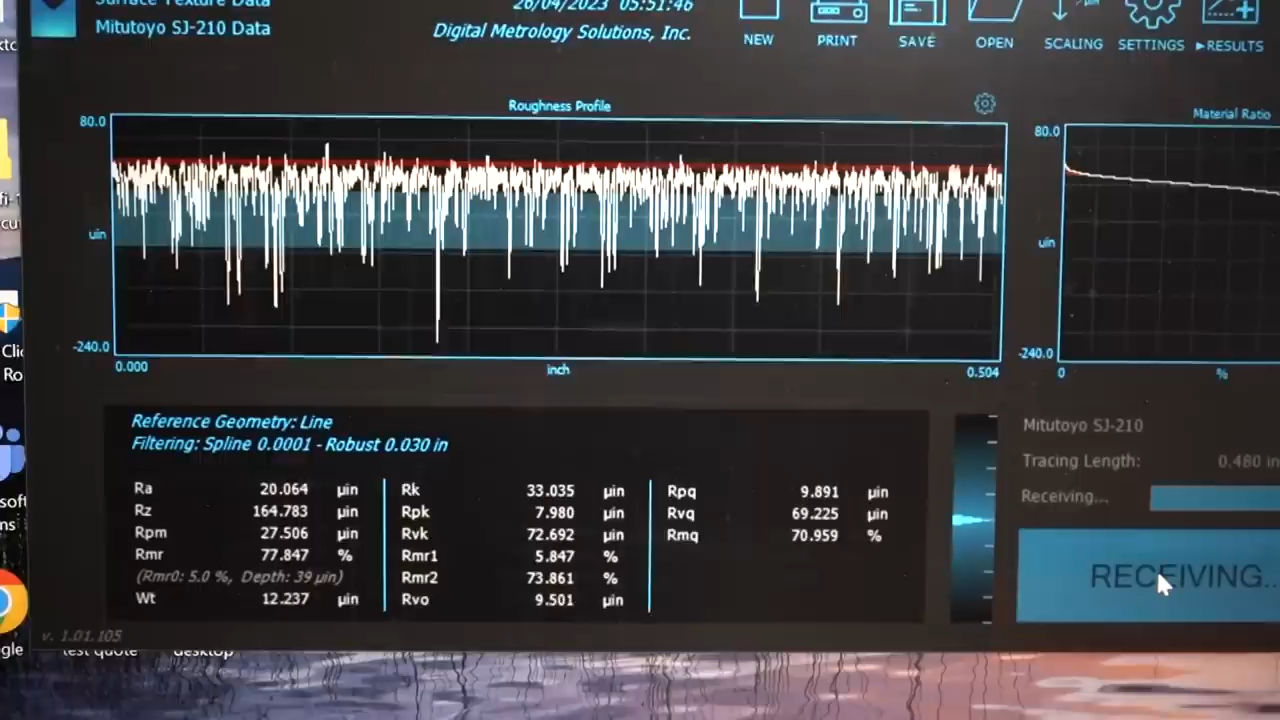 Surface Texture Data
Mitutoyo SJ-210 Data
26/04/2023 05:51:46
Digital Metrology Solutions, Inc.
NEW PRINT SAVE OPEN SCALING SETTINGS ►RESULTS
Roughness Profile
80.0
uin
-240.0
0.000
inch
0.504
Material Ratio
80.0
uin
-240.0
0
%
Reference Geometry: Line
Filtering: Spline 0.0001 - Robust 0.030 in
Ra 20.064 µin
Rz 164.783 µin
Rpm 27.506 µin
Rmr 77.847 %
(Rmr0: 5.0 %, Depth: 39 µin)
Wt 12.237 µin
Rk 33.035 µin
Rpk 7.980 µin
Rvk 72.692 µin
Rmr1 5.847 %
Rmr2 73.861 %
Rvo 9.501 µin
Rpq 9.891 µin
Rvq 69.225 µin
Rmq 70.959 %
Mitutoyo SJ-210
Tracing Length: 0.480 in
Receiving...
RECEIVING...
v. 1.01.105
test quote
desktop